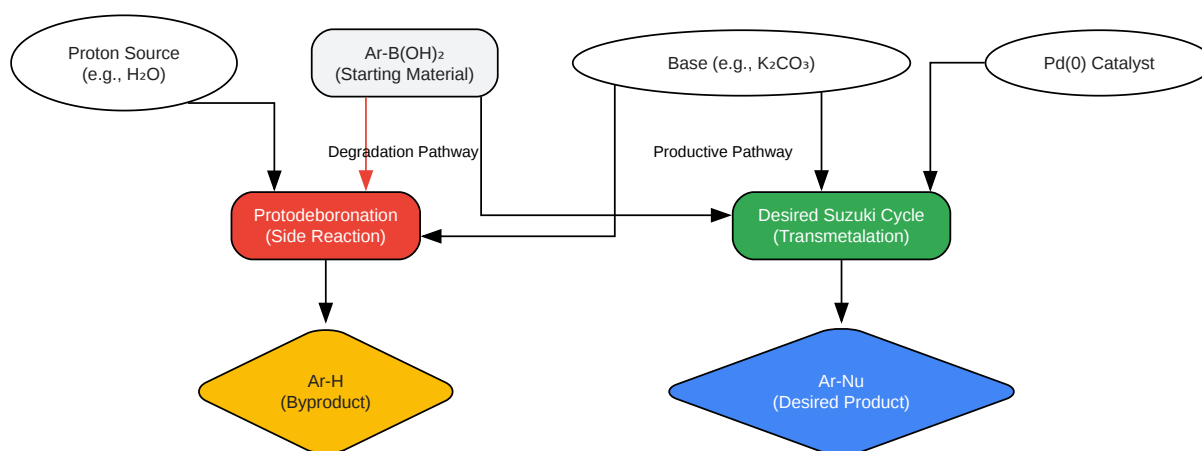 Proton Source
(e.g., H₂O)
Ar-B(OH)₂
(Starting Material)
Base (e.g., K₂CO₃)
Pd(0) Catalyst
Degradation Pathway
Productive Pathway
Protodeboronation
(Side Reaction)
Desired Suzuki Cycle
(Transmetalation)
Ar-H
(Byproduct)
Ar-Nu
(Desired Product)